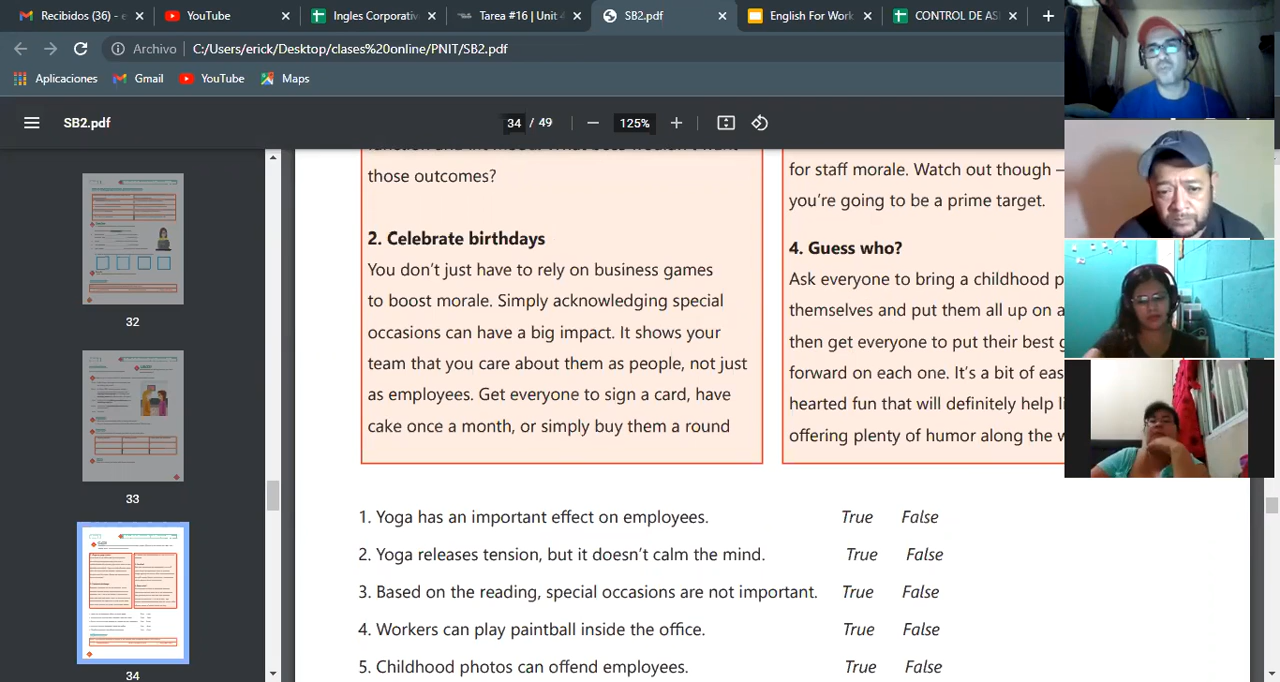 Recibidos (36) - e
YouTube
Ingles Corporativ
Tarea #16 | Unit 4
SB2.pdf
English For Work
CONTROL DE AS
Archivo
C:/Users/erick/Desktop/clases%20online/PNIT/SB2.pdf
Aplicaciones
Gmail
YouTube
Maps
SB2.pdf
34 / 49
125%
32
33
34
those outcomes?
2. Celebrate birthdays
You don't just have to rely on business games
to boost morale. Simply acknowledging special
occasions can have a big impact. It shows your
team that you care about them as people, not just
as employees. Get everyone to sign a card, have
cake once a month, or simply buy them a round
for staff morale. Watch out though —
you're going to be a prime target.
4. Guess who?
Ask everyone to bring a childhood p
themselves and put them all up on a
then get everyone to put their best g
forward on each one. It's a bit of eas
hearted fun that will definitely help li
offering plenty of humor along the w
1. Yoga has an important effect on employees. True False
2. Yoga releases tension, but it doesn't calm the mind. True False
3. Based on the reading, special occasions are not important. True False
4. Workers can play paintball inside the office. True False
5. Childhood photos can offend employees. True False